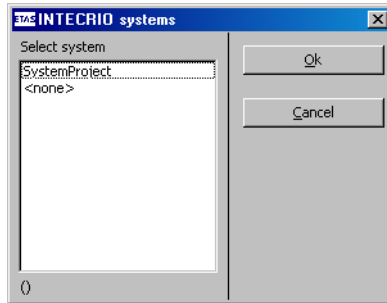 ETAS INTECRIO systems
Select system
SystemProject
<none>
Ok
Cancel
()